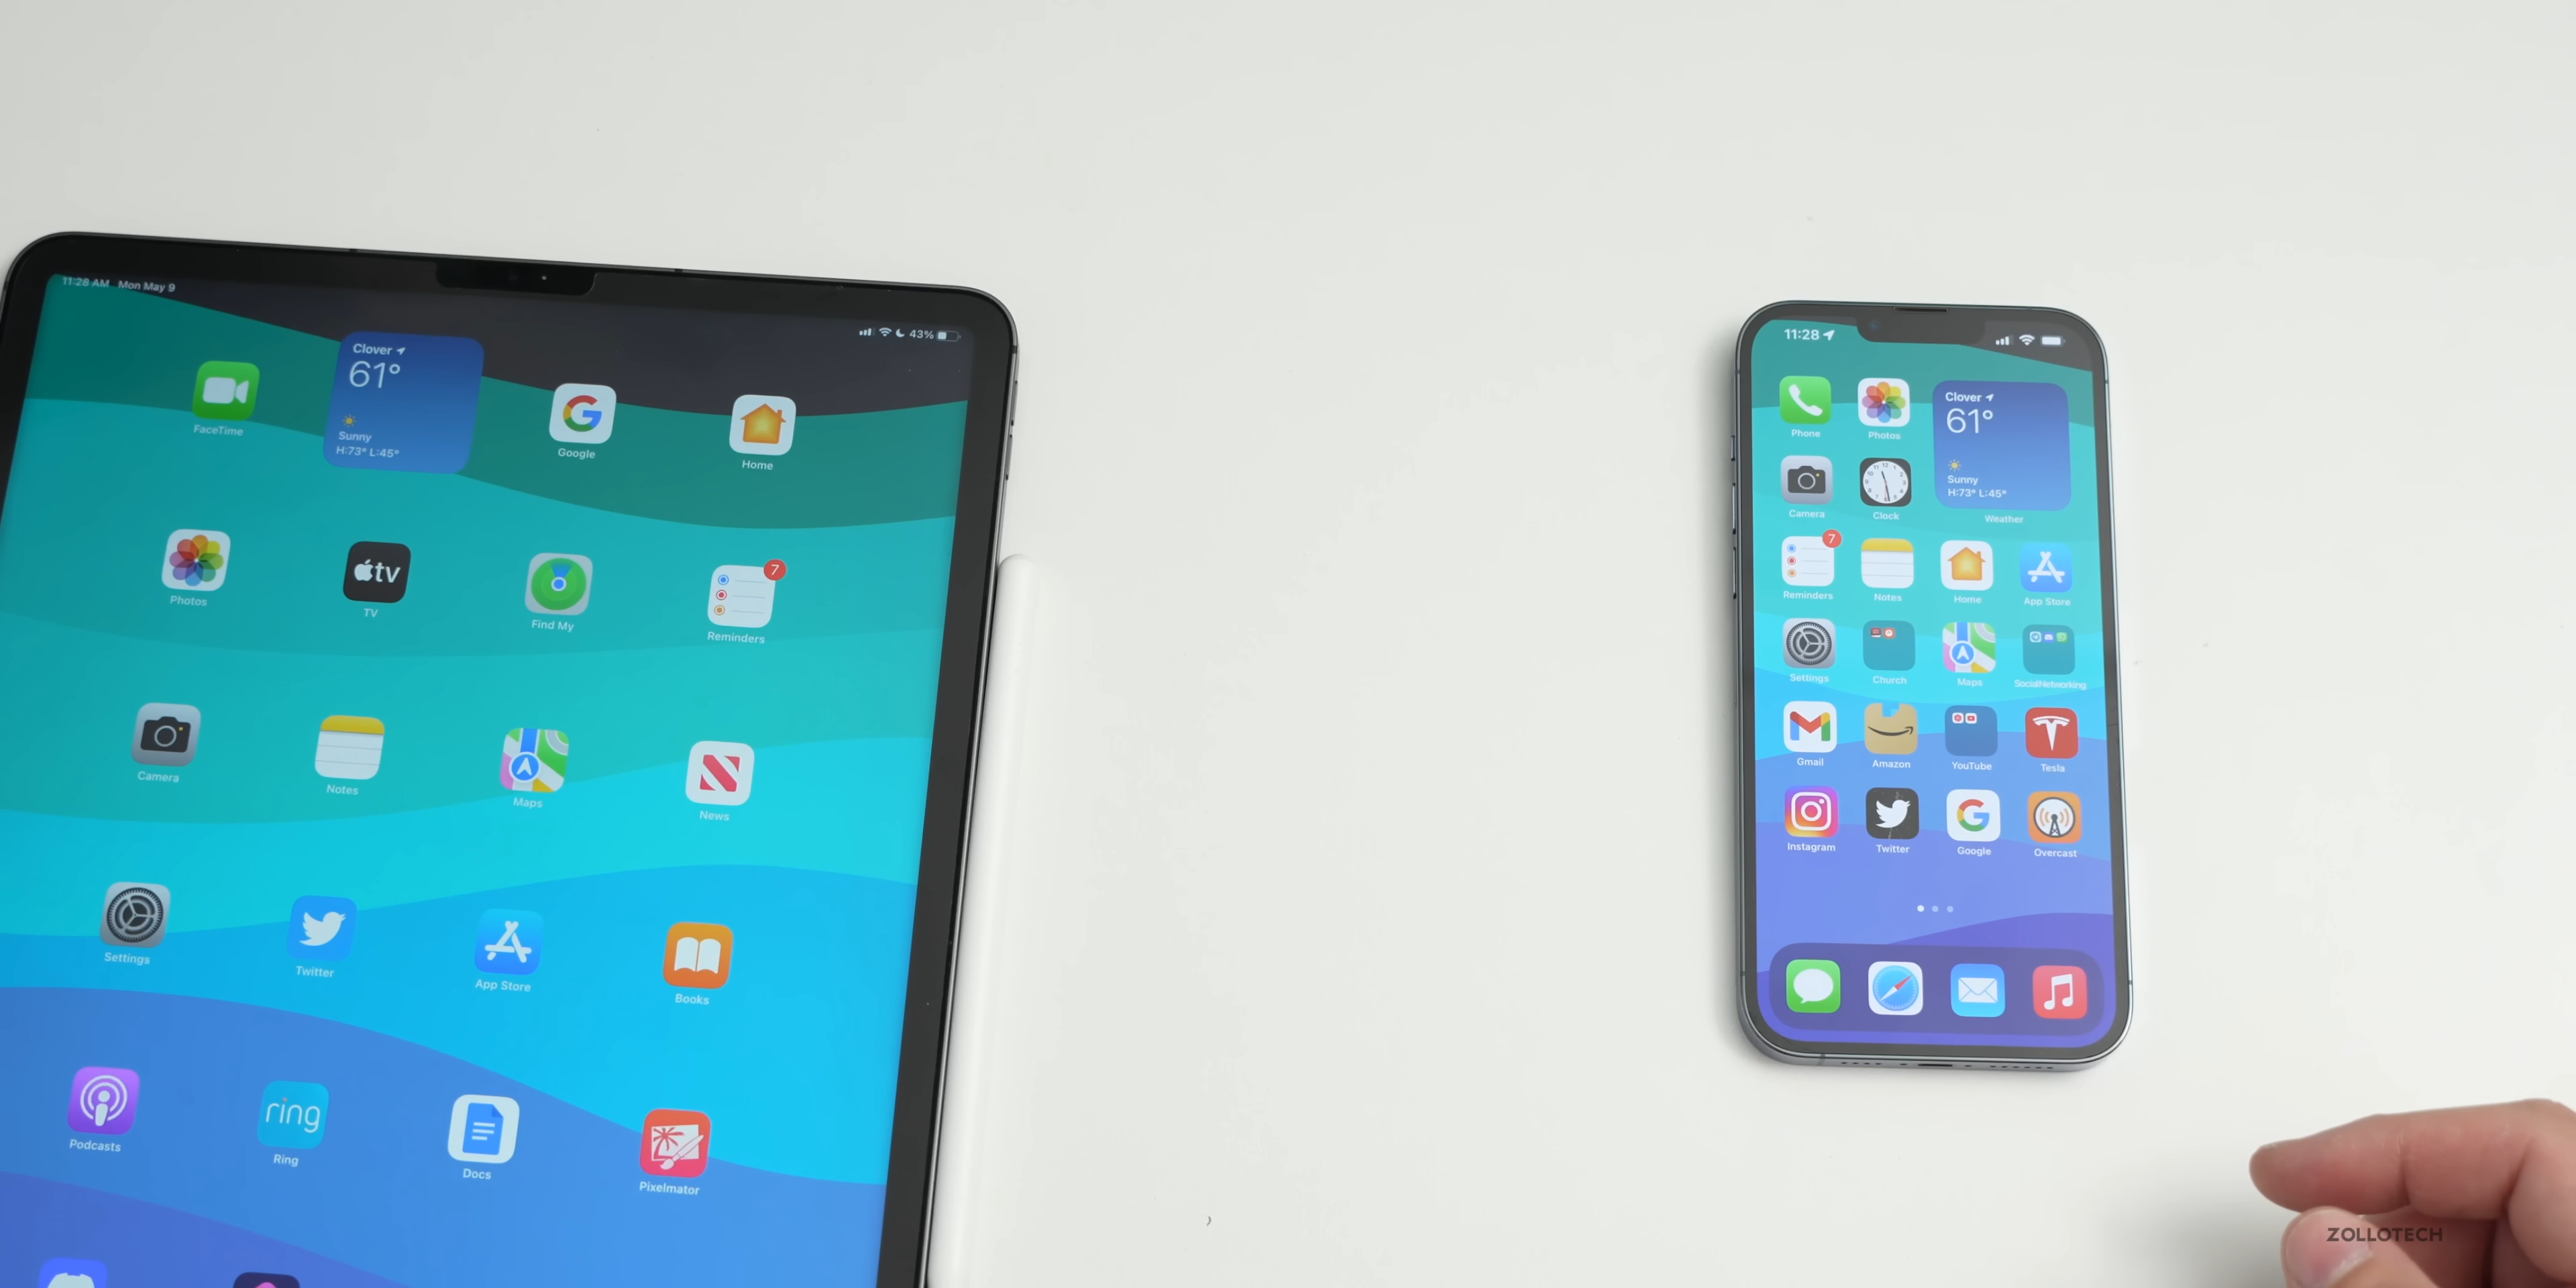 11:28 AM Mon May 9
43%
FaceTime
Clover
61°
Sunny
H:73° L:45°
Google
Home
Photos
tv
TV
Find My
7
Reminders
Camera
Notes
Maps
News
Settings
Twitter
App Store
Books
Podcasts
ring
Ring
Docs
Pixelmator
11:28
Phone
Photos
Clover
61°
Sunny
H:73° L:45°
Weather
Camera
Clock
7
Reminders
Notes
Home
App Store
Settings
Church
Maps
SocialNetworking
Gmail
Amazon
YouTube
Tesla
Instagram
Twitter
Google
Overcast
ZOLLOTECH